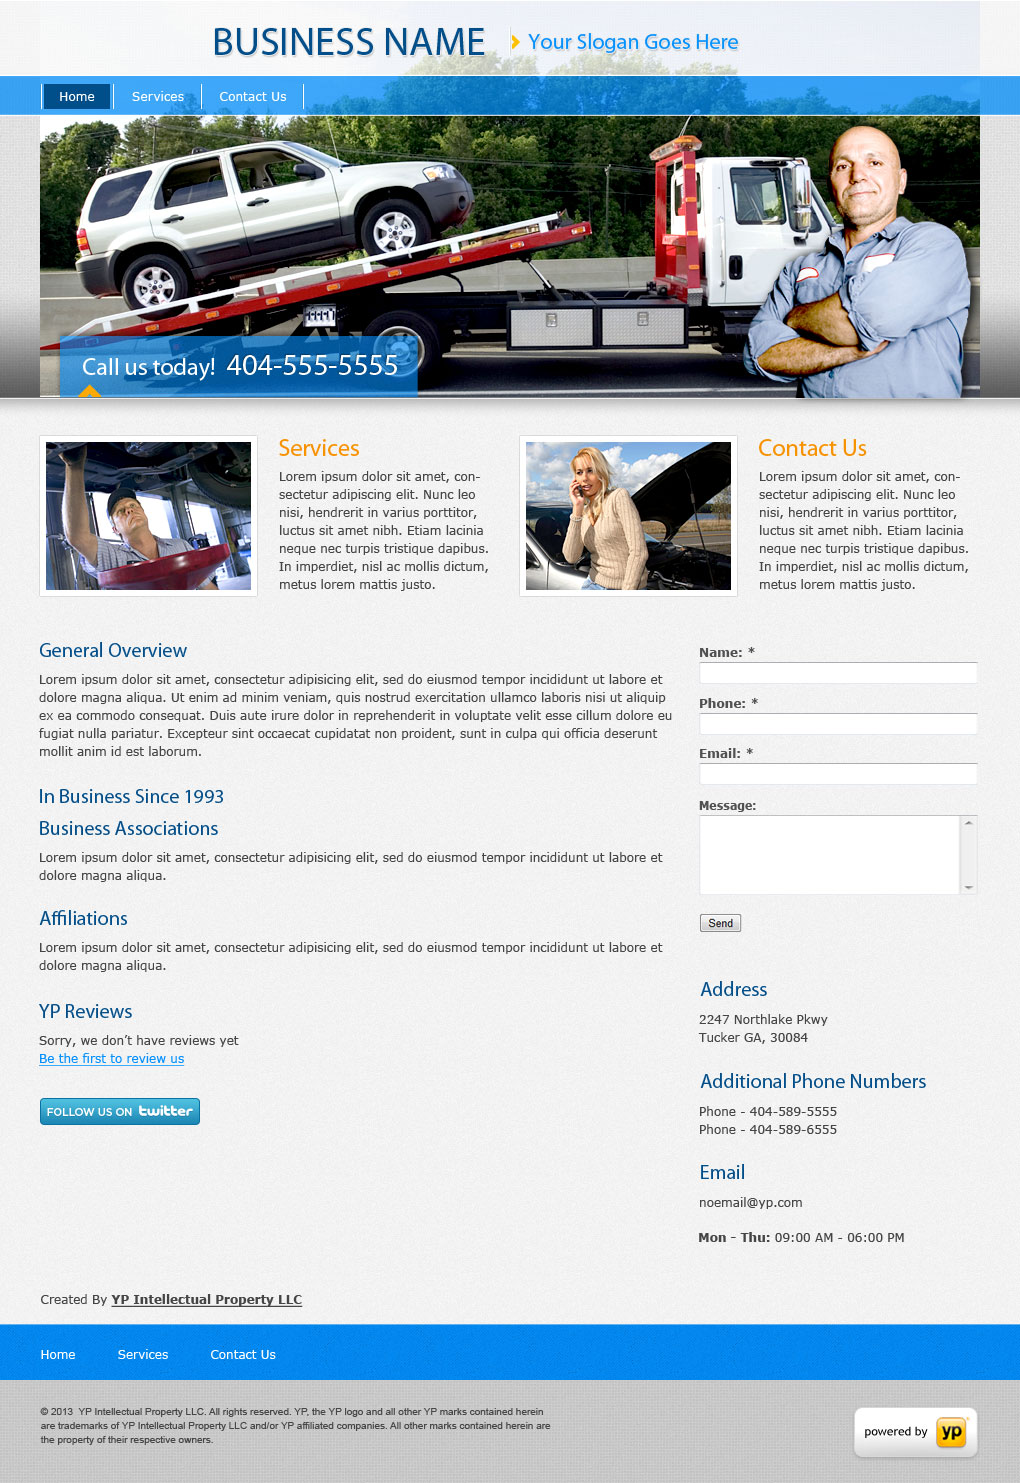 BUSINESS NAME
Your Slogan Goes Here
Home Services Contact Us
Call us today! 404-555-5555
Services
Lorem ipsum dolor sit amet, con-
sectetur adipiscing elit. Nunc leo
nisi, hendrerit in varius porttitor,
luctus sit amet nibh. Etiam lacinia
neque nec turpis tristique dapibus.
In imperdiet, nisl ac mollis dictum,
metus lorem mattis justo.
Contact Us
Lorem ipsum dolor sit amet, con-
sectetur adipiscing elit. Nunc leo
nisi, hendrerit in varius porttitor,
luctus sit amet nibh. Etiam lacinia
neque nec turpis tristique dapibus.
In imperdiet, nisl ac mollis dictum,
metus lorem mattis justo.
General Overview
Lorem ipsum dolor sit amet, consectetur adipisicing elit, sed do eiusmod tempor incididunt ut labore et
dolore magna aliqua. Ut enim ad minim veniam, quis nostrud exercitation ullamco laboris nisi ut aliquip
ex ea commodo consequat. Duis aute irure dolor in reprehenderit in voluptate velit esse cillum dolore eu
fugiat nulla pariatur. Excepteur sint occaecat cupidatat non proident, sunt in culpa qui officia deserunt
mollit anim id est laborum.
In Business Since 1993
Business Associations
Lorem ipsum dolor sit amet, consectetur adipisicing elit, sed do eiusmod tempor incididunt ut labore et
dolore magna aliqua.
Affiliations
Lorem ipsum dolor sit amet, consectetur adipisicing elit, sed do eiusmod tempor incididunt ut labore et
dolore magna aliqua.
YP Reviews
Sorry, we don't have reviews yet
Be the first to review us
FOLLOW US ON twitter
Name: *
Phone: *
Email: *
Message:
Send
Address
2247 Northlake Pkwy
Tucker GA, 30084
Additional Phone Numbers
Phone - 404-589-5555
Phone - 404-589-6555
Email
noemail@yp.com
Mon - Thu: 09:00 AM - 06:00 PM
Created By YP Intellectual Property LLC
Home Services Contact Us
© 2013 YP Intellectual Property LLC. All rights reserved. YP, the YP logo and all other YP marks contained herein
are trademarks of YP Intellectual Property LLC and/or YP affiliated companies. All other marks contained herein are
the property of their respective owners.
powered by yp